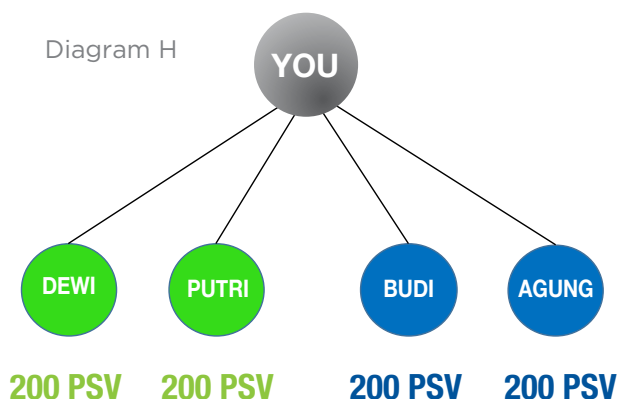 Diagram H
YOU
DEWI
PUTRI
BUDI
AGUNG
200 PSV
200 PSV
200 PSV
200 PSV